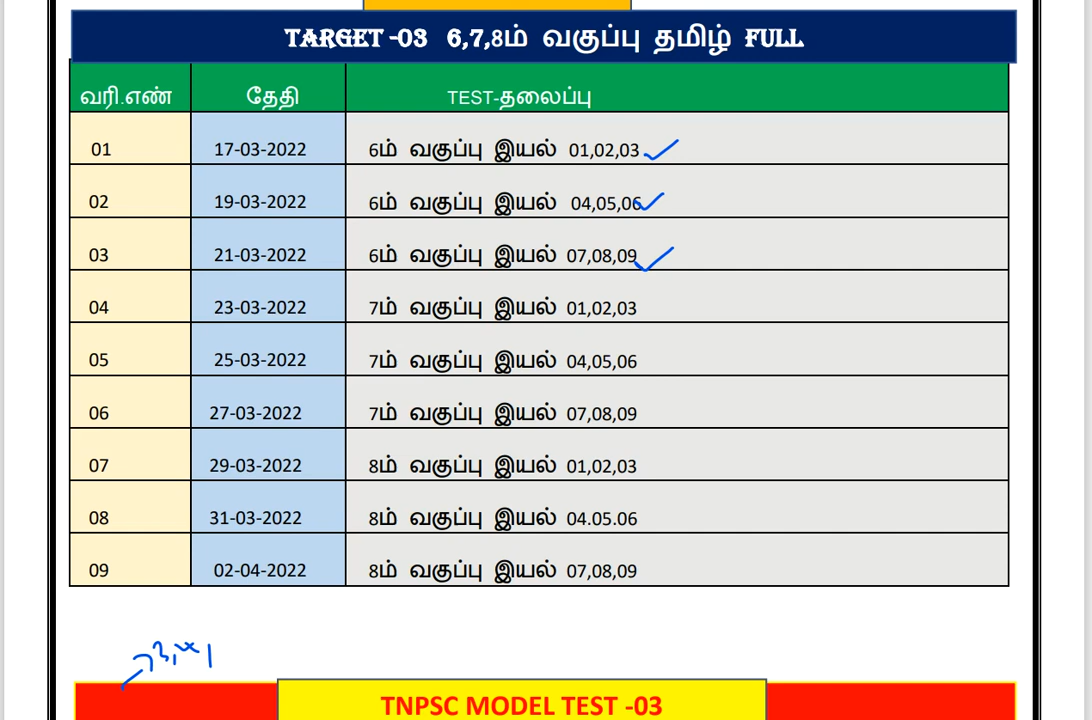 TARGET -03 6,7,8ம் வகுப்பு தமிழ் FULL
வரி.எண் தேதி TEST-தலைப்பு
01 17-03-2022 6ம் வகுப்பு இயல் 01,02,03
02 19-03-2022 6ம் வகுப்பு இயல் 04,05,06
03 21-03-2022 6ம் வகுப்பு இயல் 07,08,09
04 23-03-2022 7ம் வகுப்பு இயல் 01,02,03
05 25-03-2022 7ம் வகுப்பு இயல் 04,05,06
06 27-03-2022 7ம் வகுப்பு இயல் 07,08,09
07 29-03-2022 8ம் வகுப்பு இயல் 01,02,03
08 31-03-2022 8ம் வகுப்பு இயல் 04.05.06
09 02-04-2022 8ம் வகுப்பு இயல் 07,08,09
TNPSC MODEL TEST -03